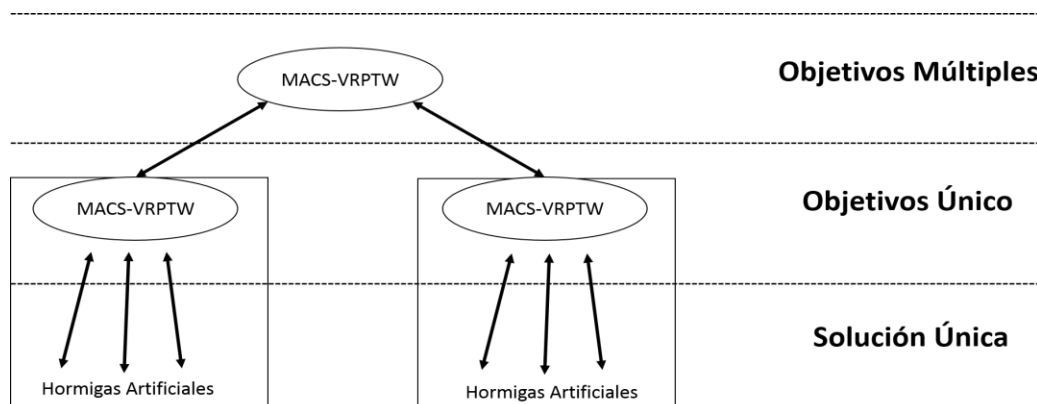 MACS-VRPTW
Objetivos Múltiples
MACS-VRPTW
MACS-VRPTW
Objetivos Único
Solución Única
Hormigas Artificiales
Hormigas Artificiales